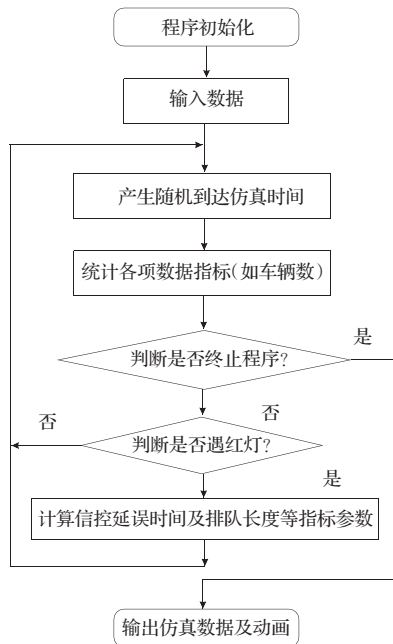 程序初始化
输入数据
产生随机到达仿真时间
统计各项数据指标(如车辆数)
是
判断是否终止程序?
否
否
判断是否遇红灯?
是
计算信控延误时间及排队长度等指标参数
输出仿真数据及动画